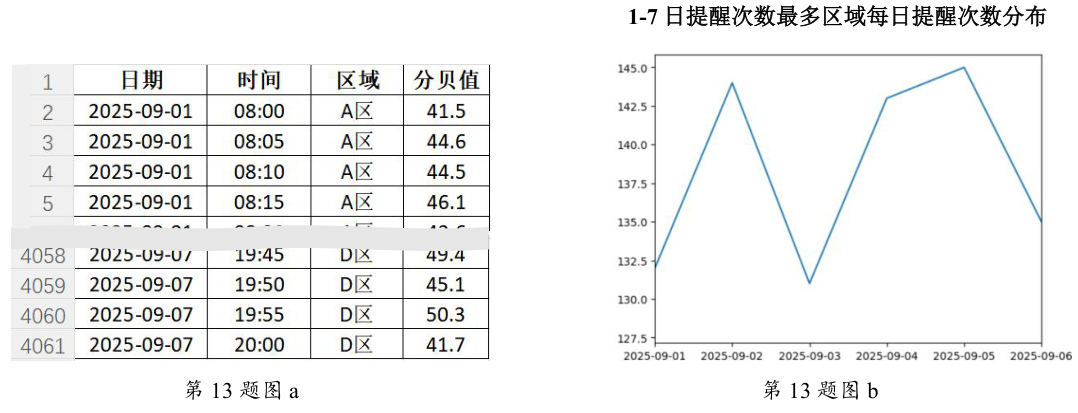 1-7日提醒次数最多区域每日提醒次数分布
1 日期 时间 区域 分贝值
2 2025-09-01 08:00 A区 41.5
3 2025-09-01 08:05 A区 44.6
4 2025-09-01 08:10 A区 44.5
5 2025-09-01 08:15 A区 46.1
4058 2025-09-07 19:45 D区 49.4
4059 2025-09-07 19:50 D区 45.1
4060 2025-09-07 19:55 D区 50.3
4061 2025-09-07 20:00 D区 41.7
第13题图a
145.0
142.5
140.0
137.5
135.0
132.5
130.0
127.5
2025-09-01 2025-09-02 2025-09-03 2025-09-04 2025-09-05 2025-09-06
第13题图b